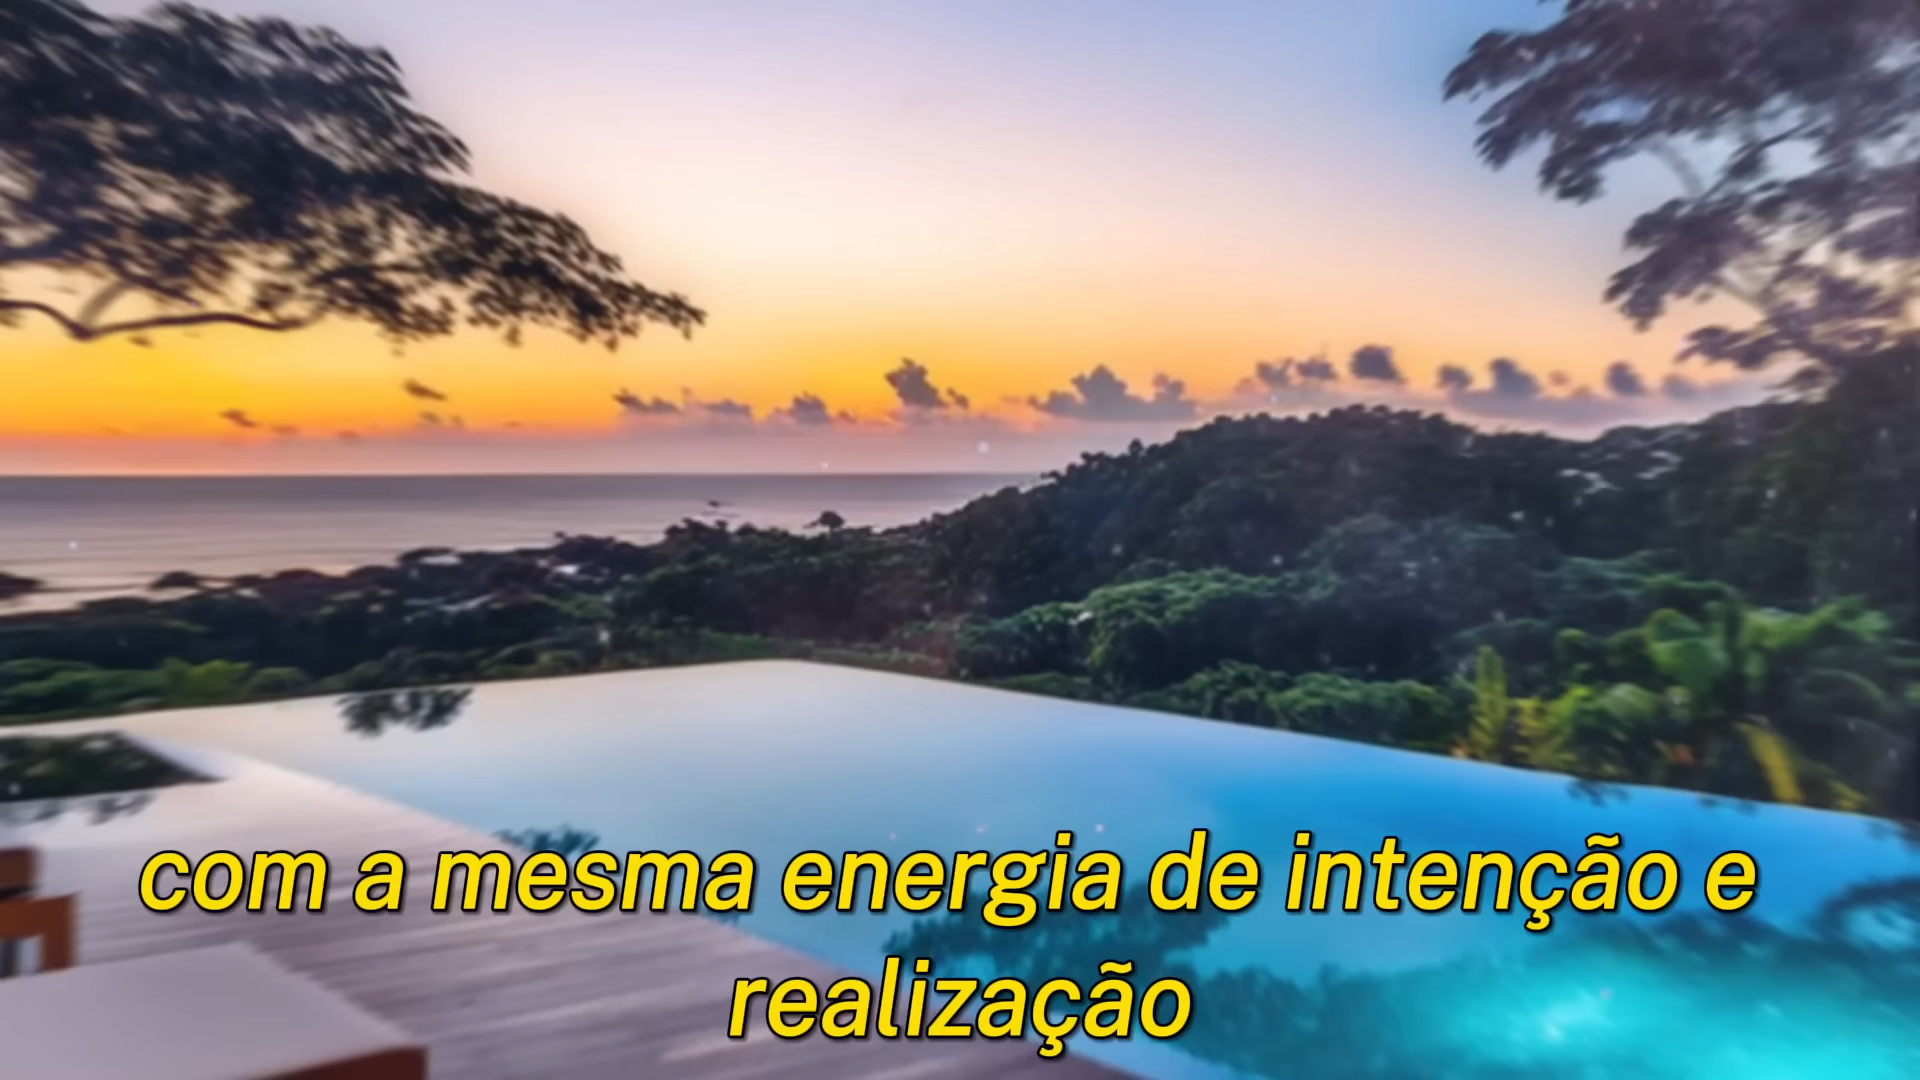 com a mesma energia de intenção e
realização